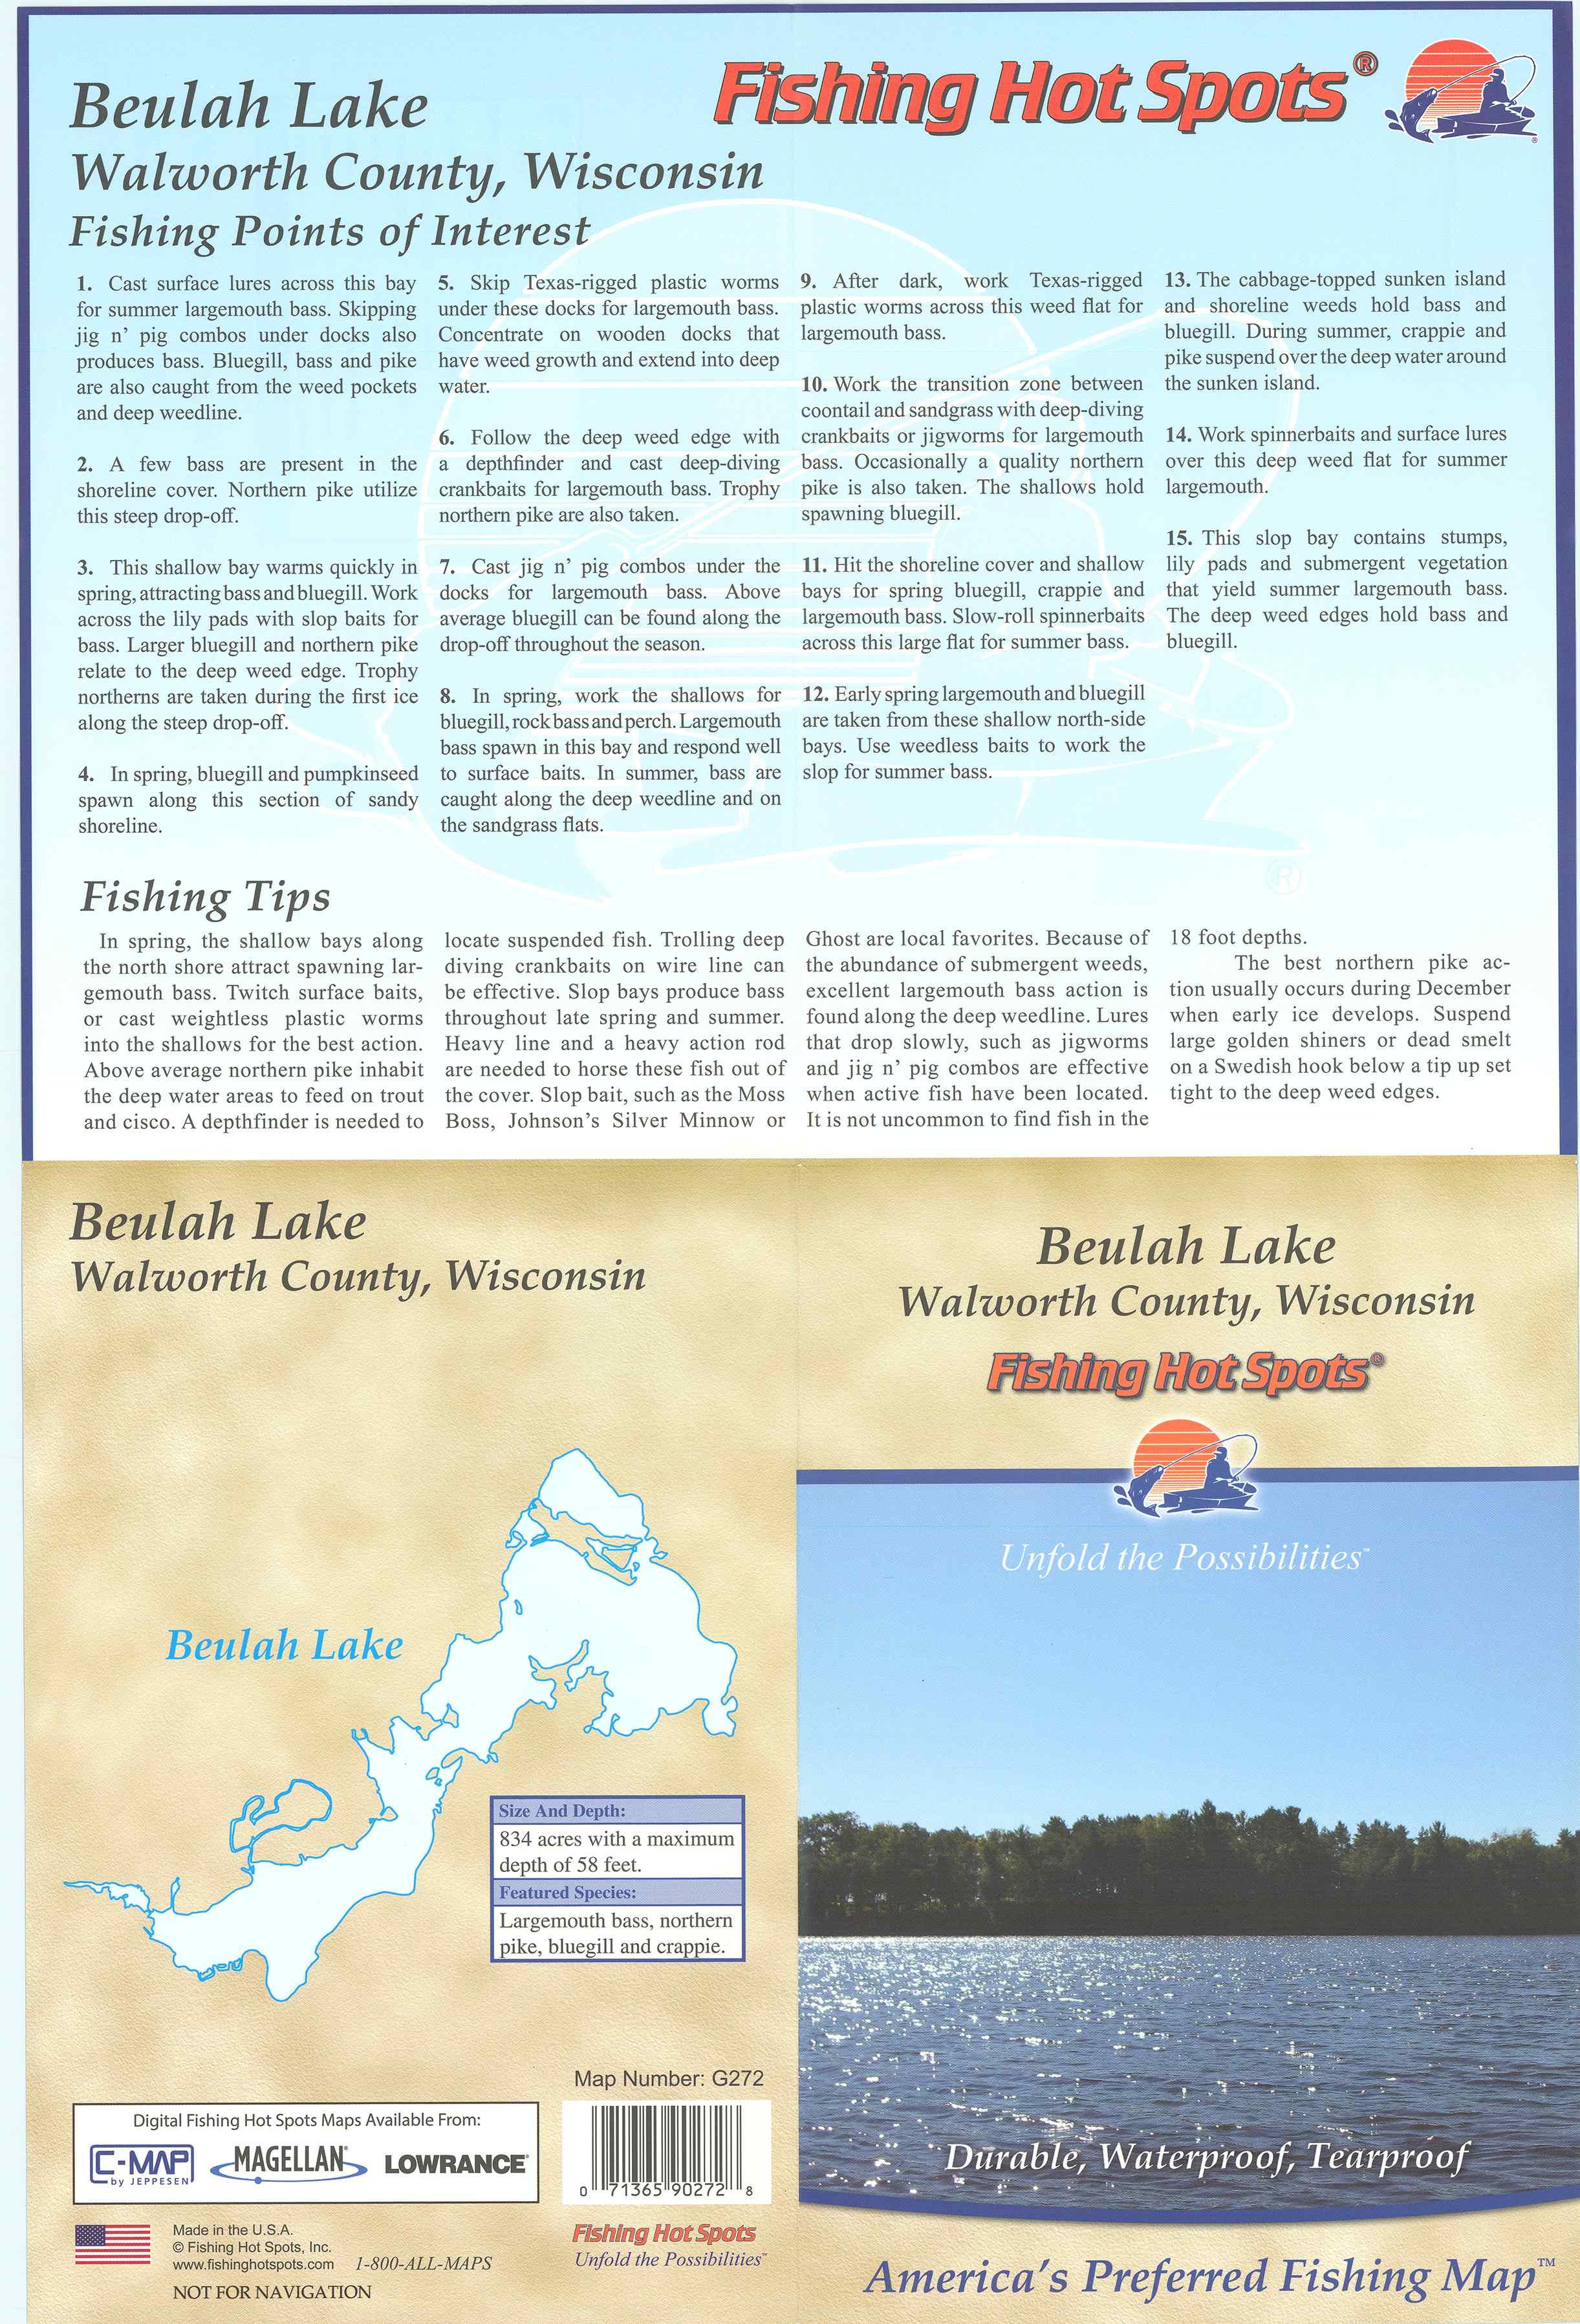 Beulah Lake
Walworth County, Wisconsin
Fishing Points of Interest
Fishing Hot Spots®
®
1. Cast surface lures across this bay
for summer largemouth bass. Skipping
jig n' pig combos under docks also
produces bass. Bluegill, bass and pike
are also caught from the weed pockets
and deep weedline.
2. A few bass are present in the
shoreline cover. Northern pike utilize
this steep drop-off.
3. This shallow bay warms quickly in
spring, attracting bass and bluegill. Work
across the lily pads with slop baits for
bass. Larger bluegill and northern pike
relate to the deep weed edge. Trophy
northerns are taken during the first ice
along the steep drop-off.
4. In spring, bluegill and pumpkinseed
spawn along this section of sandy
shoreline.
5. Skip Texas-rigged plastic worms
under these docks for largemouth bass.
Concentrate on wooden docks that
have weed growth and extend into deep
water.
6. Follow the deep weed edge with
a depthfinder and cast deep-diving
crankbaits for largemouth bass. Trophy
northern pike are also taken.
7. Cast jig n' pig combos under the
docks for largemouth bass. Above
average bluegill can be found along the
drop-off throughout the season.
8. In spring, work the shallows for
bluegill, rock bass and perch. Largemouth
bass spawn in this bay and respond well
to surface baits. In summer, bass are
caught along the deep weedline and on
the sandgrass flats.
9. After dark, work Texas-rigged
plastic worms across this weed flat for
largemouth bass.
10. Work the transition zone between
coontail and sandgrass with deep-diving
crankbaits or jigworms for largemouth
bass. Occasionally a quality northern
pike is also taken. The shallows hold
spawning bluegill.
11. Hit the shoreline cover and shallow
bays for spring bluegill, crappie and
largemouth bass. Slow-roll spinnerbaits
across this large flat for summer bass.
12. Early spring largemouth and bluegill
are taken from these shallow north-side
bays. Use weedless baits to work the
slop for summer bass.
13. The cabbage-topped sunken island
and shoreline weeds hold bass and
bluegill. During summer, crappie and
pike suspend over the deep water around
the sunken island.
14. Work spinnerbaits and surface lures
over this deep weed flat for summer
largemouth.
15. This slop bay contains stumps,
lily pads and submergent vegetation
that yield summer largemouth bass.
The deep weed edges hold bass and
bluegill.
®
Fishing Tips
In spring, the shallow bays along
the north shore attract spawning lar-
gemouth bass. Twitch surface baits,
or cast weightless plastic worms
into the shallows for the best action.
Above average northern pike inhabit
the deep water areas to feed on trout
and cisco. A depthfinder is needed to
locate suspended fish. Trolling deep
diving crankbaits on wire line can
be effective. Slop bays produce bass
throughout late spring and summer.
Heavy line and a heavy action rod
are needed to horse these fish out of
the cover. Slop bait, such as the Moss
Boss, Johnson's Silver Minnow or
Ghost are local favorites. Because of
the abundance of submergent weeds,
excellent largemouth bass action is
found along the deep weedline. Lures
that drop slowly, such as jigworms
and jig n' pig combos are effective
when active fish have been located.
It is not uncommon to find fish in the
18 foot depths.
The best northern pike ac-
tion usually occurs during December
when early ice develops. Suspend
large golden shiners or dead smelt
on a Swedish hook below a tip up set
tight to the deep weed edges.
Beulah Lake
Walworth County, Wisconsin
Beulah Lake
Size And Depth:
834 acres with a maximum
depth of 58 feet.
Featured Species:
Largemouth bass, northern
pike, bluegill and crappie.
Map Number: G272
Digital Fishing Hot Spots Maps Available From:
C-MAP
by JEPPESEN
MAGELLAN®
LOWRANCE®
0 71365 90272 8
Made in the U.S.A.
© Fishing Hot Spots, Inc.
www.fishinghotspots.com 1-800-ALL-MAPS
NOT FOR NAVIGATION
Fishing Hot Spots
Unfold the Possibilities™
Beulah Lake
Walworth County, Wisconsin
Fishing Hot Spots®
Unfold the Possibilities™
Durable, Waterproof, Tearproof
America's Preferred Fishing Map™